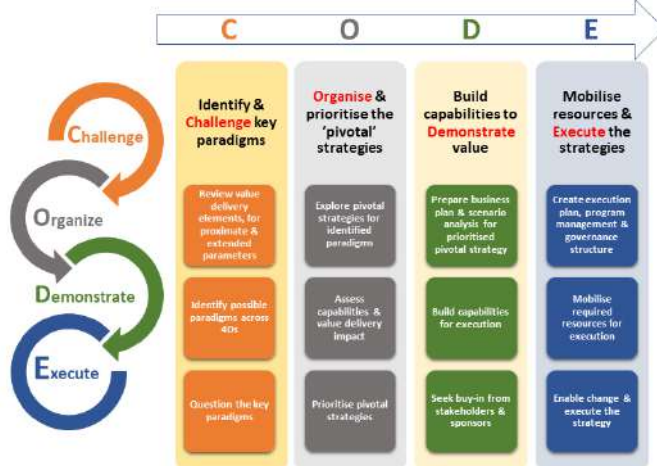 C O D E
Challenge
Organize
Demonstrate
Execute
Identify &
Challenge key
paradigms
Review value
delivery
elements, for
proximate &
extended
parameters
Identify possible
paradigms across
4Ds
Question the key
paradigms
Organise &
prioritise the
‘pivotal’
strategies
Explore pivotal
strategies for
identified
paradigm
Assess
capabilities &
value delivery
impact
Prioritise pivotal
strategies
Build
capabilities to
Demonstrate
value
Prepare business
plan & scenario
analysis for
prioritised
pivotal strategy
Build capabilities
for execution
Seek buy-in from
stakeholders &
sponsors
Mobilise
resources &
Execute the
strategies
Create execution
plan, program
management &
governance
structure
Mobilise
required
resources for
execution
Enable change &
execute the
strategy